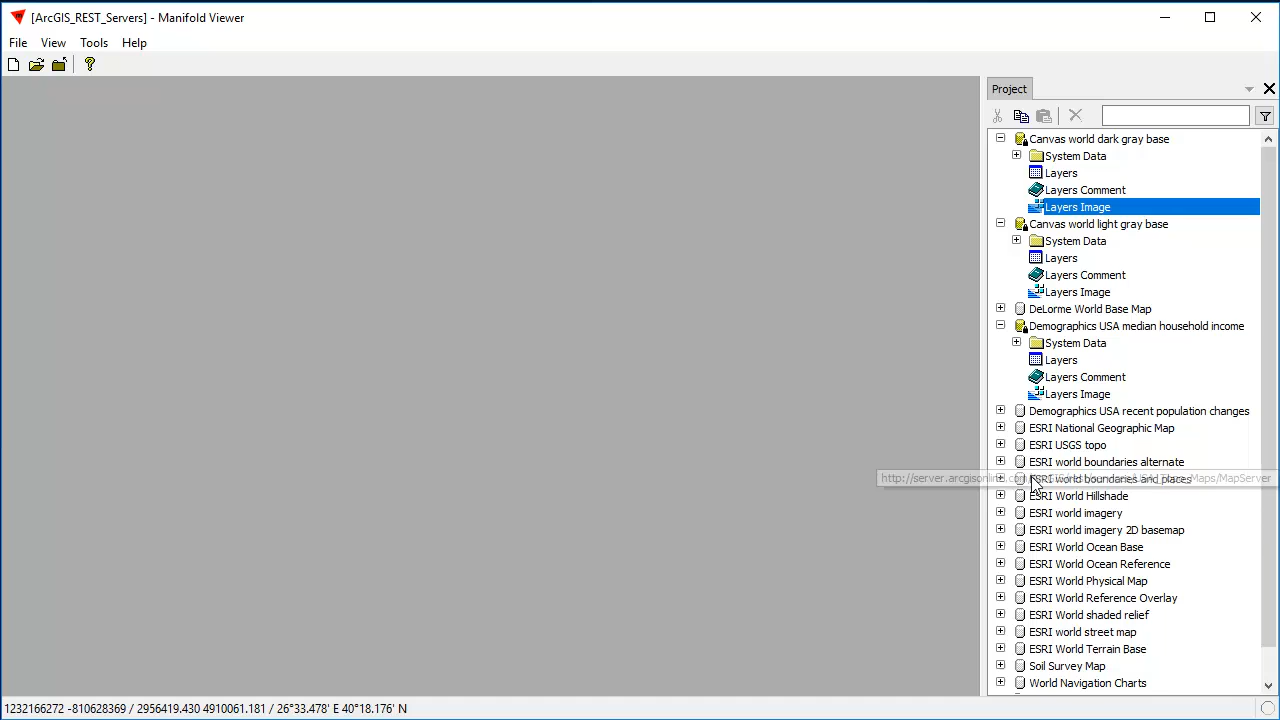 [ArcGIS_REST_Servers] - Manifold Viewer
File View Tools Help
Project
Canvas world dark gray base
System Data
Layers
Layers Comment
Layers Image
Canvas world light gray base
System Data
Layers
Layers Comment
Layers Image
DeLorme World Base Map
Demographics USA median household income
System Data
Layers
Layers Comment
Layers Image
Demographics USA recent population changes
ESRI National Geographic Map
ESRI USGS topo
ESRI world boundaries alternate
ESRI world boundaries and places
http://server.arcgisonline.com
Maps/MapServer
ESRI World Hillshade
ESRI world imagery
ESRI world imagery 2D basemap
ESRI World Ocean Base
ESRI World Ocean Reference
ESRI World Physical Map
ESRI World Reference Overlay
ESRI World shaded relief
ESRI world street map
ESRI World Terrain Base
Soil Survey Map
World Navigation Charts
1232166272 -810628369 / 2956419.430 4910061.181 / 26°33.478' E 40°18.176' N